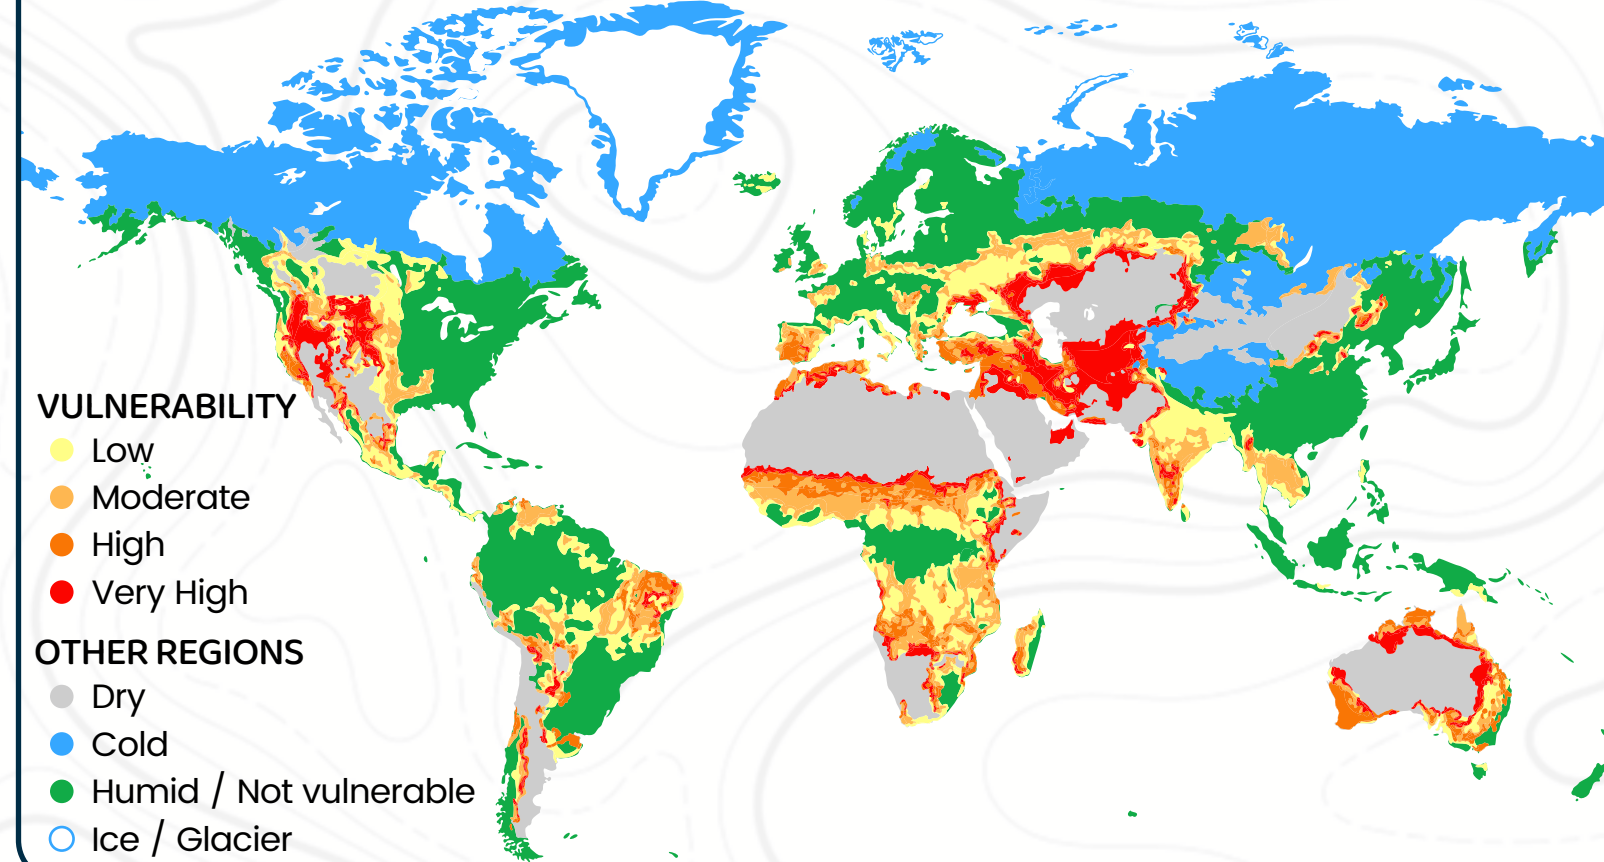 VULNERABILITY
Low
Moderate
High
Very High
OTHER REGIONS
Dry
Cold
Humid / Not vulnerable
Ice / Glacier